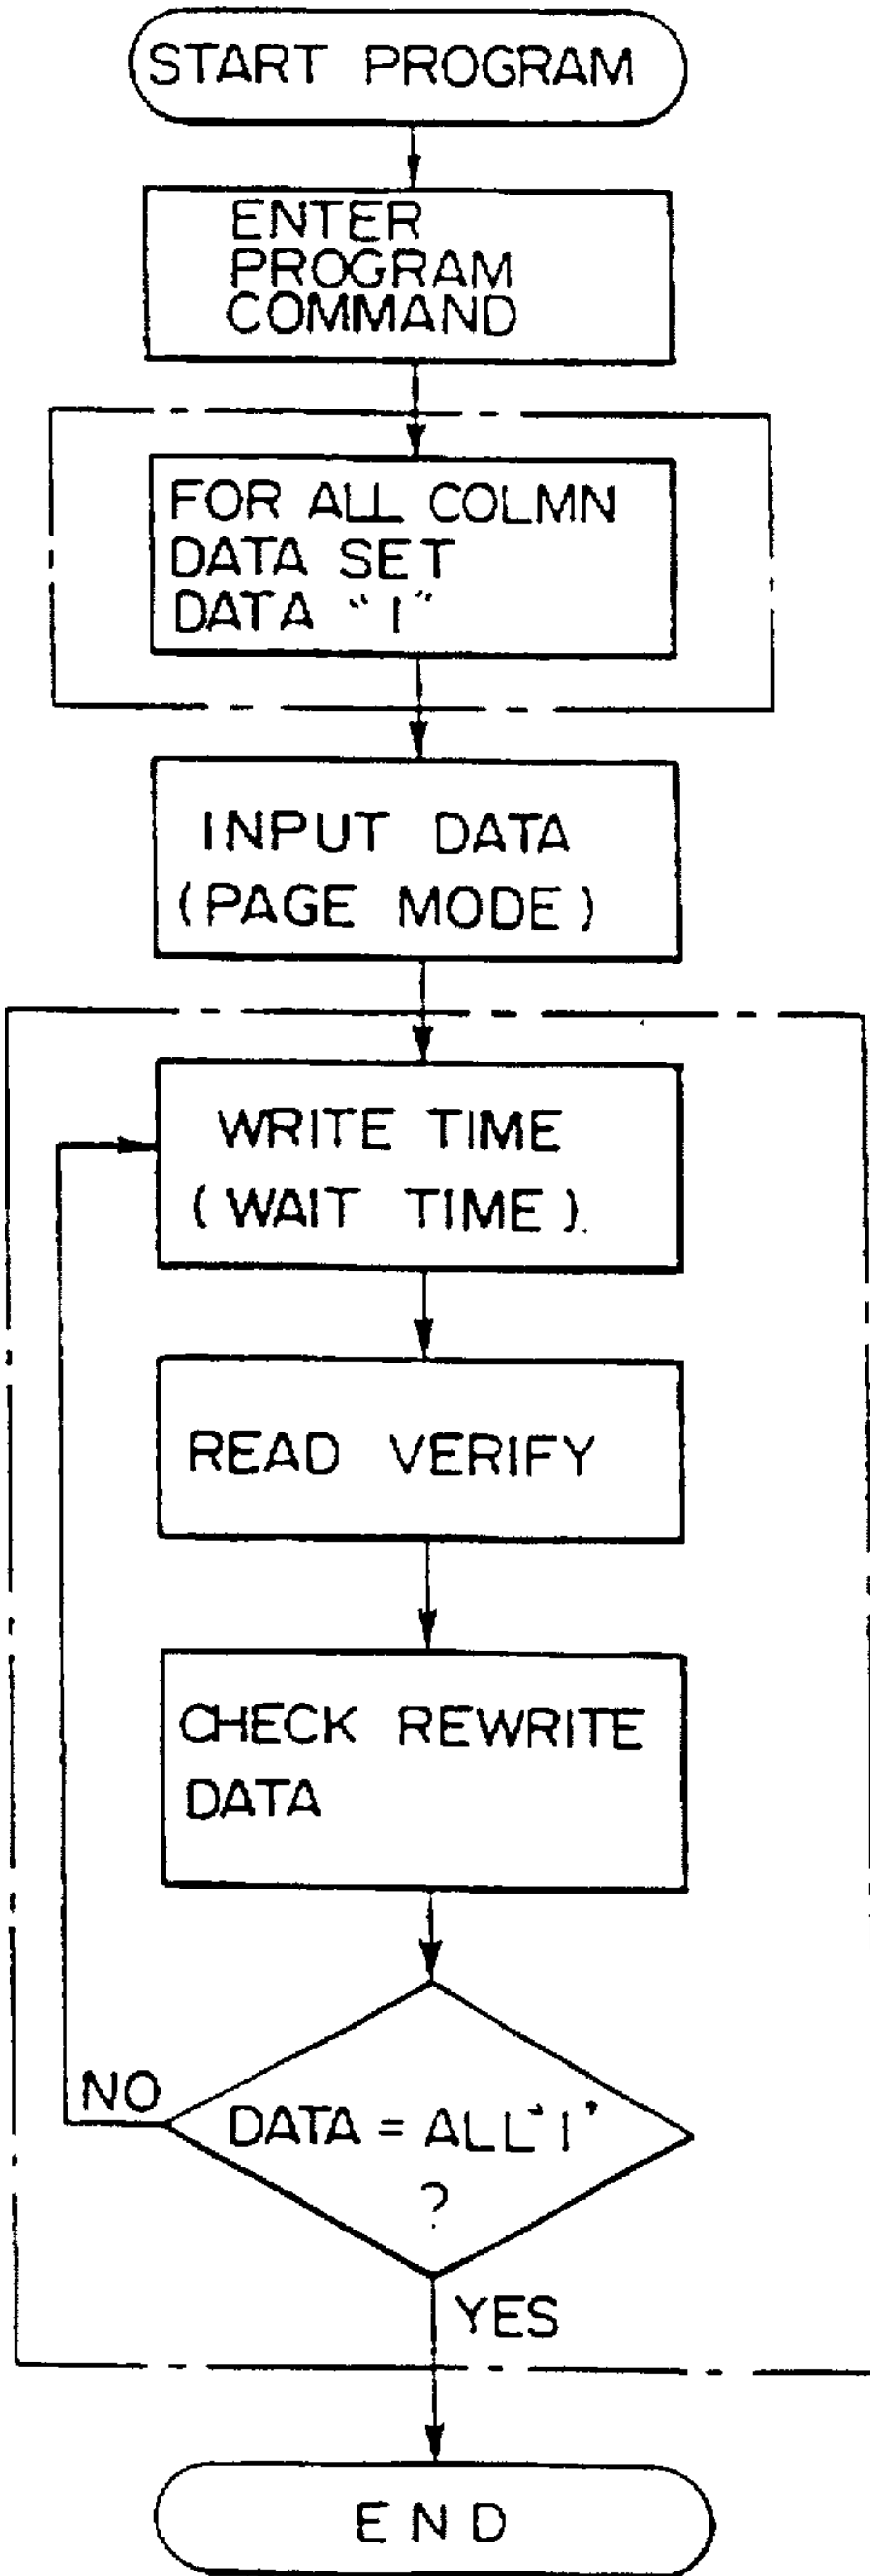 START PROGRAM
ENTER
PROGRAM
COMMAND
FOR ALL COLMN
DATA SET
DATA "1"
INPUT DATA
(PAGE MODE)
WRITE TIME
(WAIT TIME).
READ VERIFY
CHECK REWRITE
DATA
NO
DATA = ALL "1"
?
YES
END